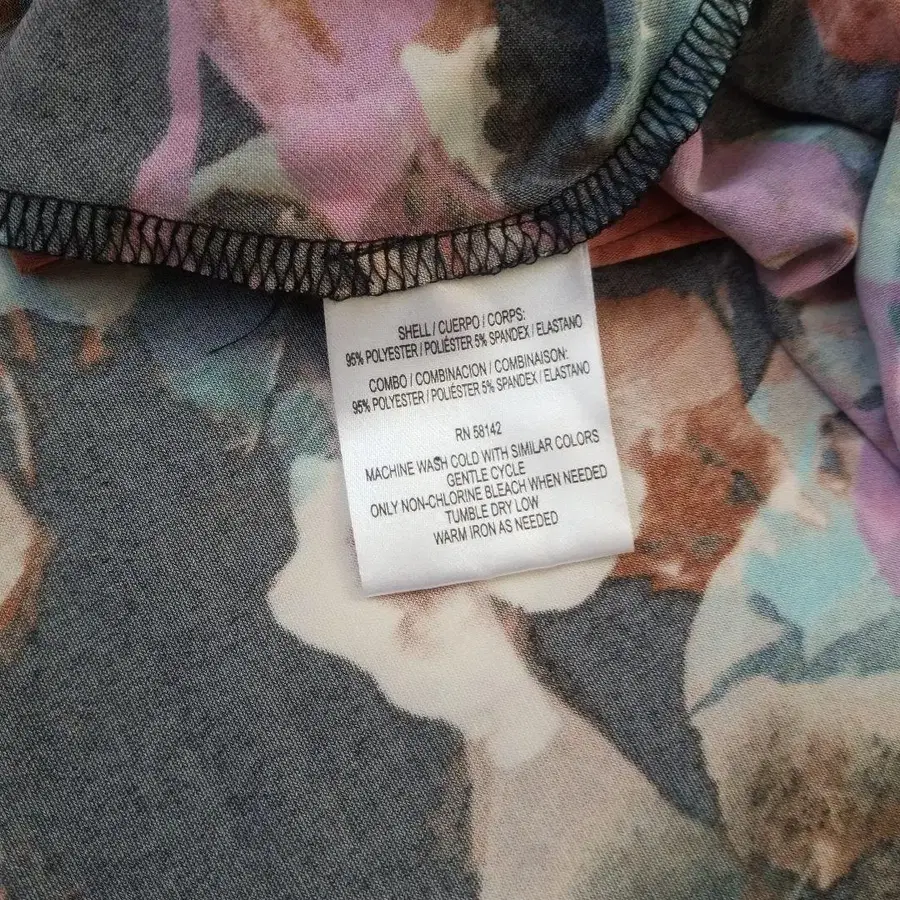 SHELL / CUERPO / CORPS:
95% POLYESTER / POLIÉSTER 5% SPANDEX / ELASTANO
COMBO / COMBINACION / COMBINAISON:
95% POLYESTER / POLIÉSTER 5% SPANDEX / ELASTANO
RN 58142
MACHINE WASH COLD WITH SIMILAR COLORS
GENTLE CYCLE
ONLY NON-CHLORINE BLEACH WHEN NEEDED
TUMBLE DRY LOW
WARM IRON AS NEEDED